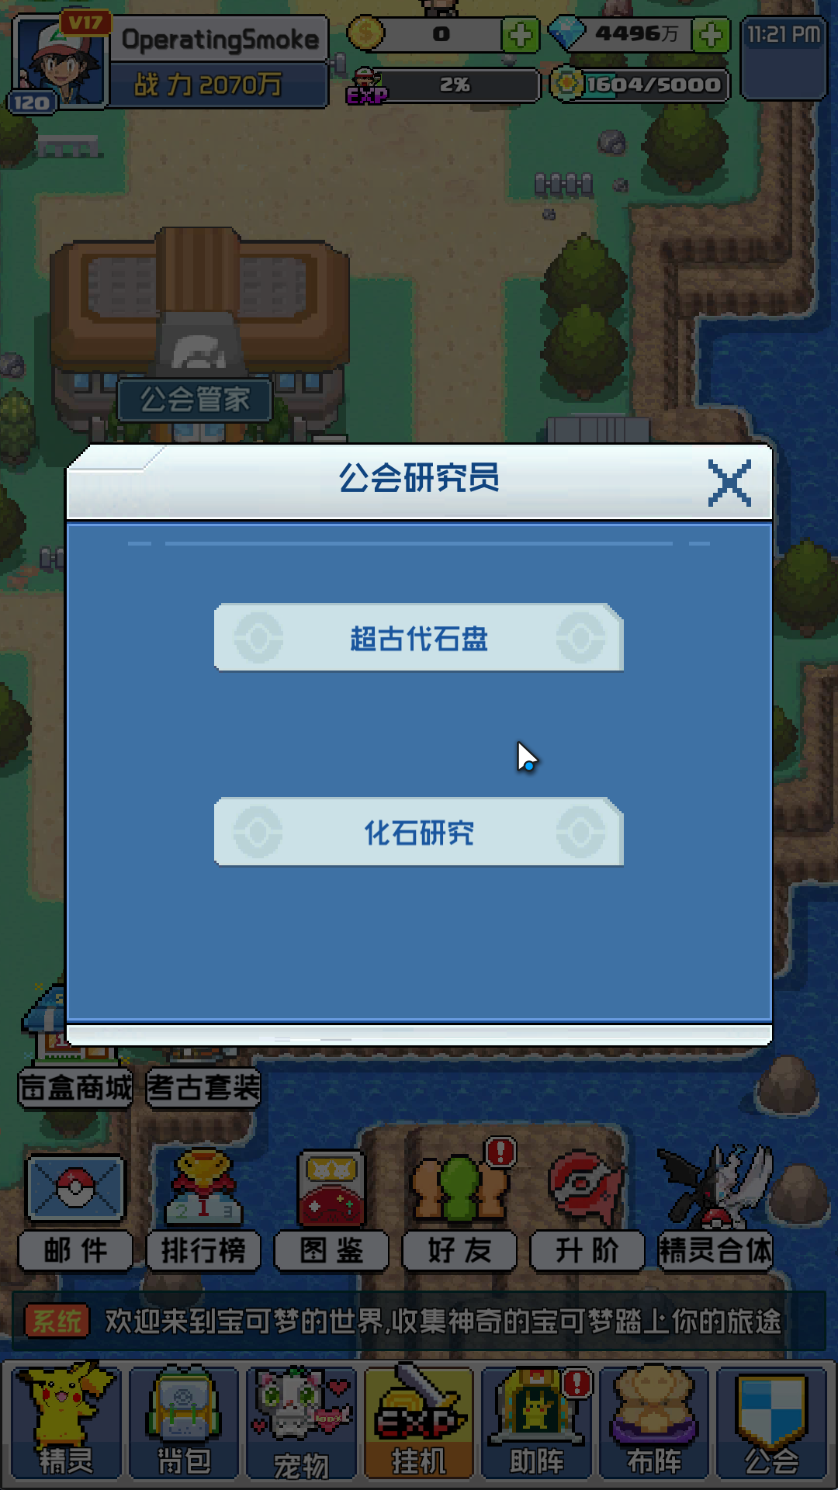 V17
OperatingSmoke
战力 2070万
120
0
4496万
11:21 PM
EXP
2%
1604/5000
公会管家
公会研究员
超古代石盘
化石研究
盲盒商城
考古套装
邮件
排行榜
图鉴
好友
升阶
精灵合体
系统 欢迎来到宝可梦的世界,收集神奇的宝可梦踏上你的旅途
EXP
精灵
背包
宠物
挂机
助阵
布阵
公会